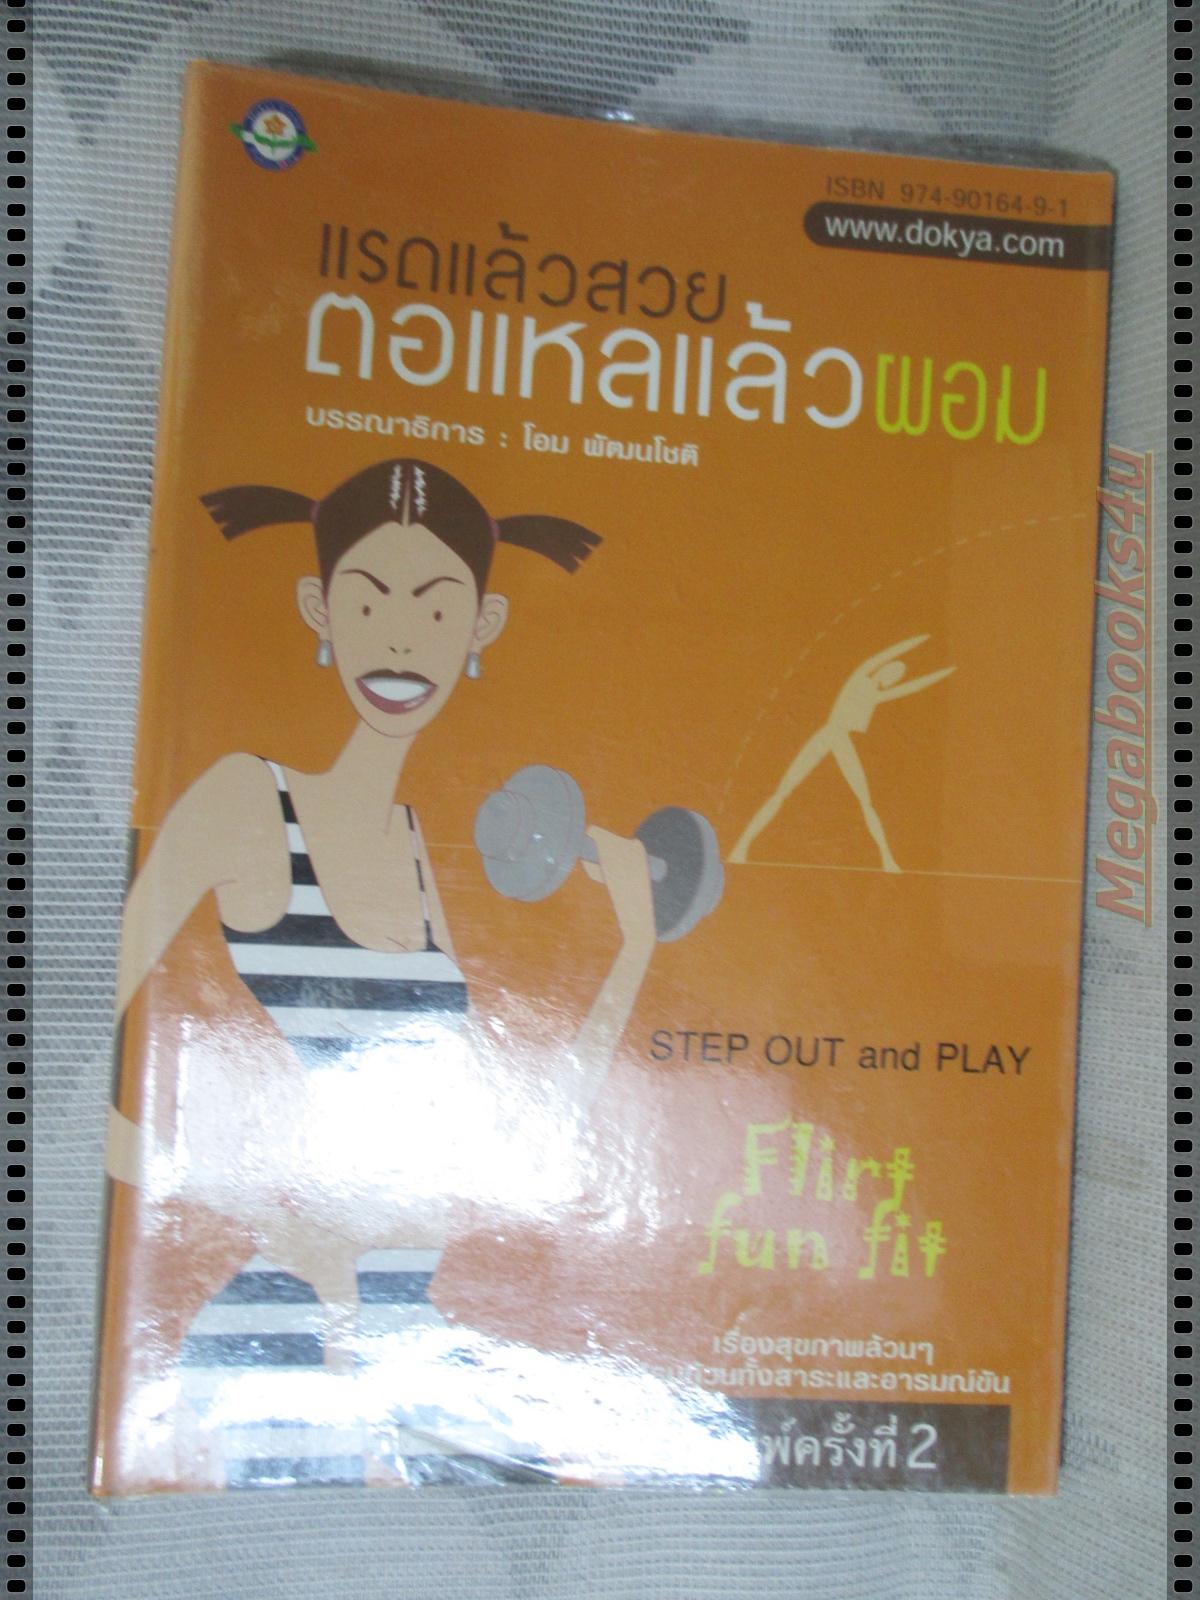 ISBN 974-90164-9-1
www.dokya.com
แรดแล้วสวย
ตอแหลแล้วผอม
บรรณาธิการ : โอม พัฒนโชติ
STEP OUT and PLAY
Flirt
fun fit
เรื่องสุขภาพล้วนๆ
ถ้วนทั้งสาระและอารมณ์ขัน
พ์ครั้งที่ 2
Megabooks4u